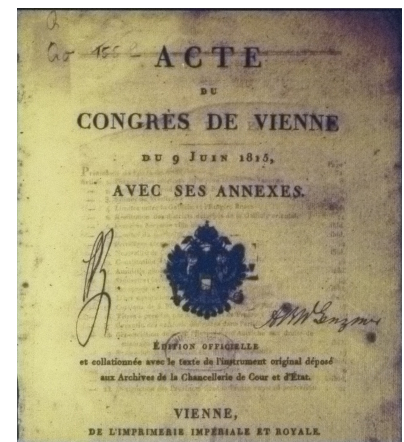 ACTE
DU
CONGRÈS DE VIENNE
DU 9 JUIN 1815,
AVEC SES ANNEXES.
ÉDITION OFFICIELLE
et collationnée avec le texte de l'instrument original déposé
aux Archives de la Chancellerie de Cour et d'État.
VIENNE,
DE L'IMPRIMERIE IMPÉRIALE ET ROYALE.